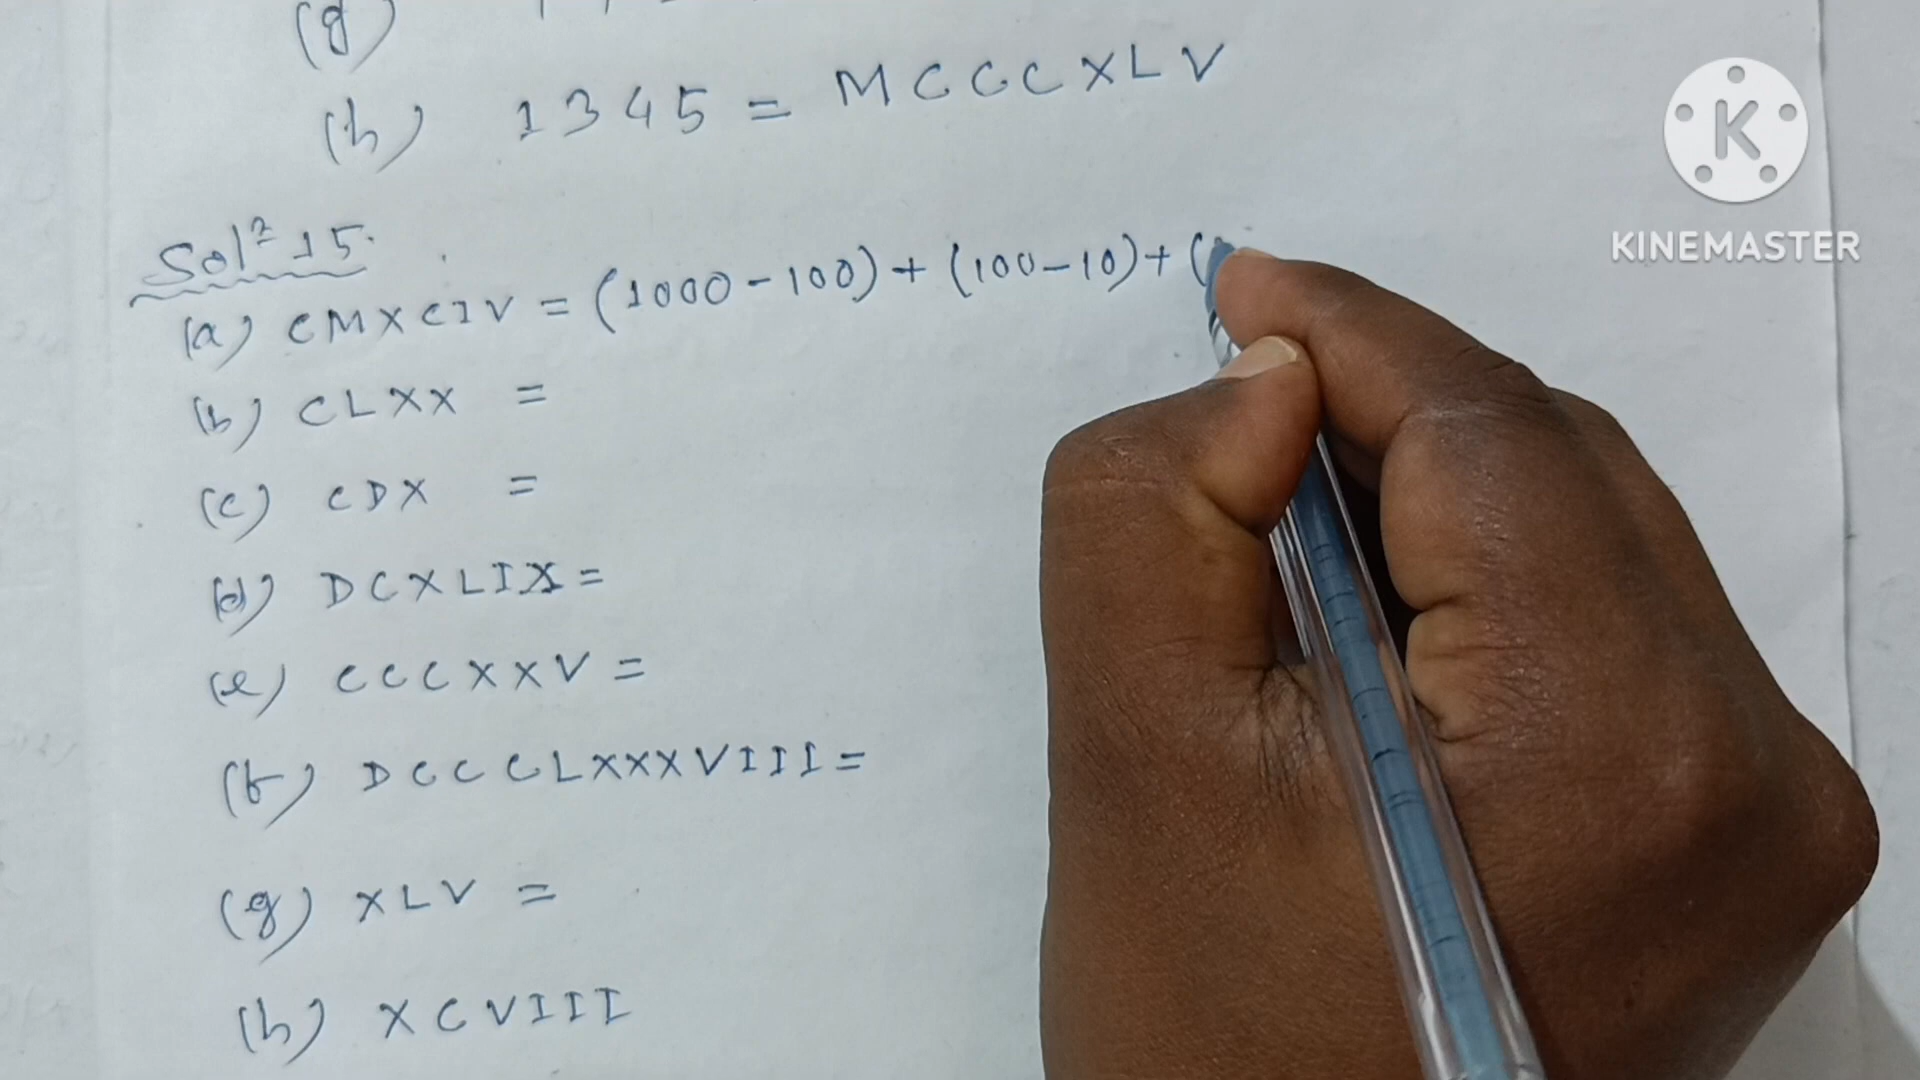 (g)
(h) 1345 = MCCCXLV
K
KINEMASTER
Solⁿ 15.
(a) CMXCIV = (1000-100)+(100-10)+(
(b) CLXX =
(c) CDX =
(d) DCXLIX=
(e) CCCXXV=
(f) DCCCLXXXVIII=
(g) XLV =
(h) XCVIII